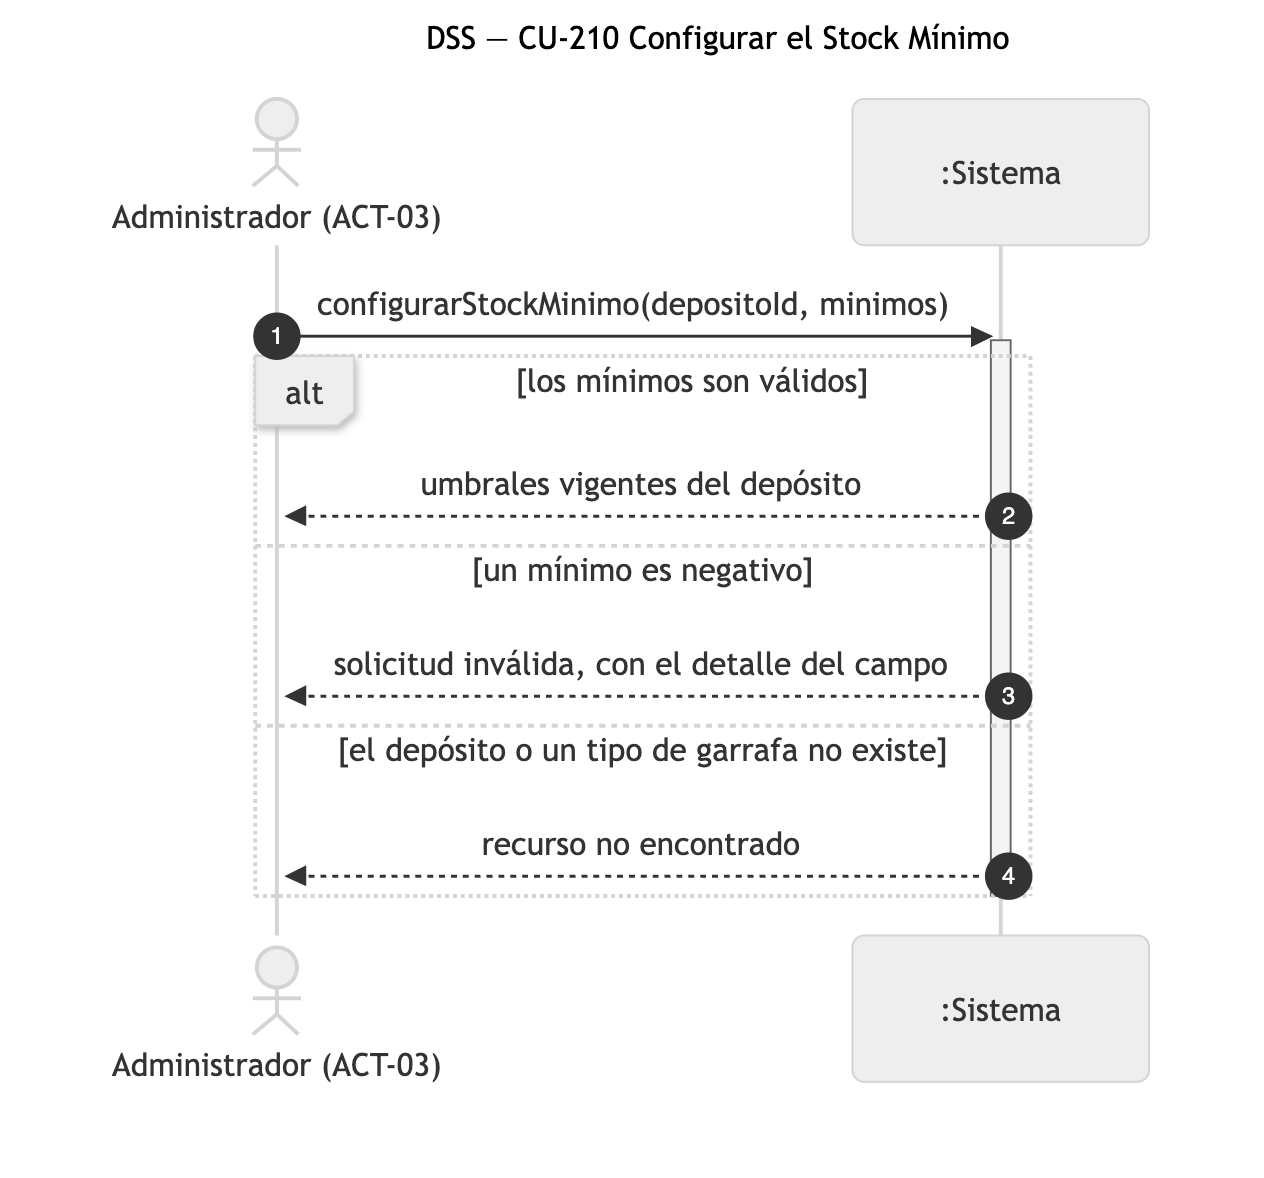 DSS — CU-210 Configurar el Stock Mínimo
Administrador (ACT-03)
:Sistema
configurarStockMinimo(depositoId, minimos)
1
alt
[los mínimos son válidos]
umbrales vigentes del depósito
2
[un mínimo es negativo]
solicitud inválida, con el detalle del campo
3
[el depósito o un tipo de garrafa no existe]
recurso no encontrado
4
Administrador (ACT-03)
:Sistema